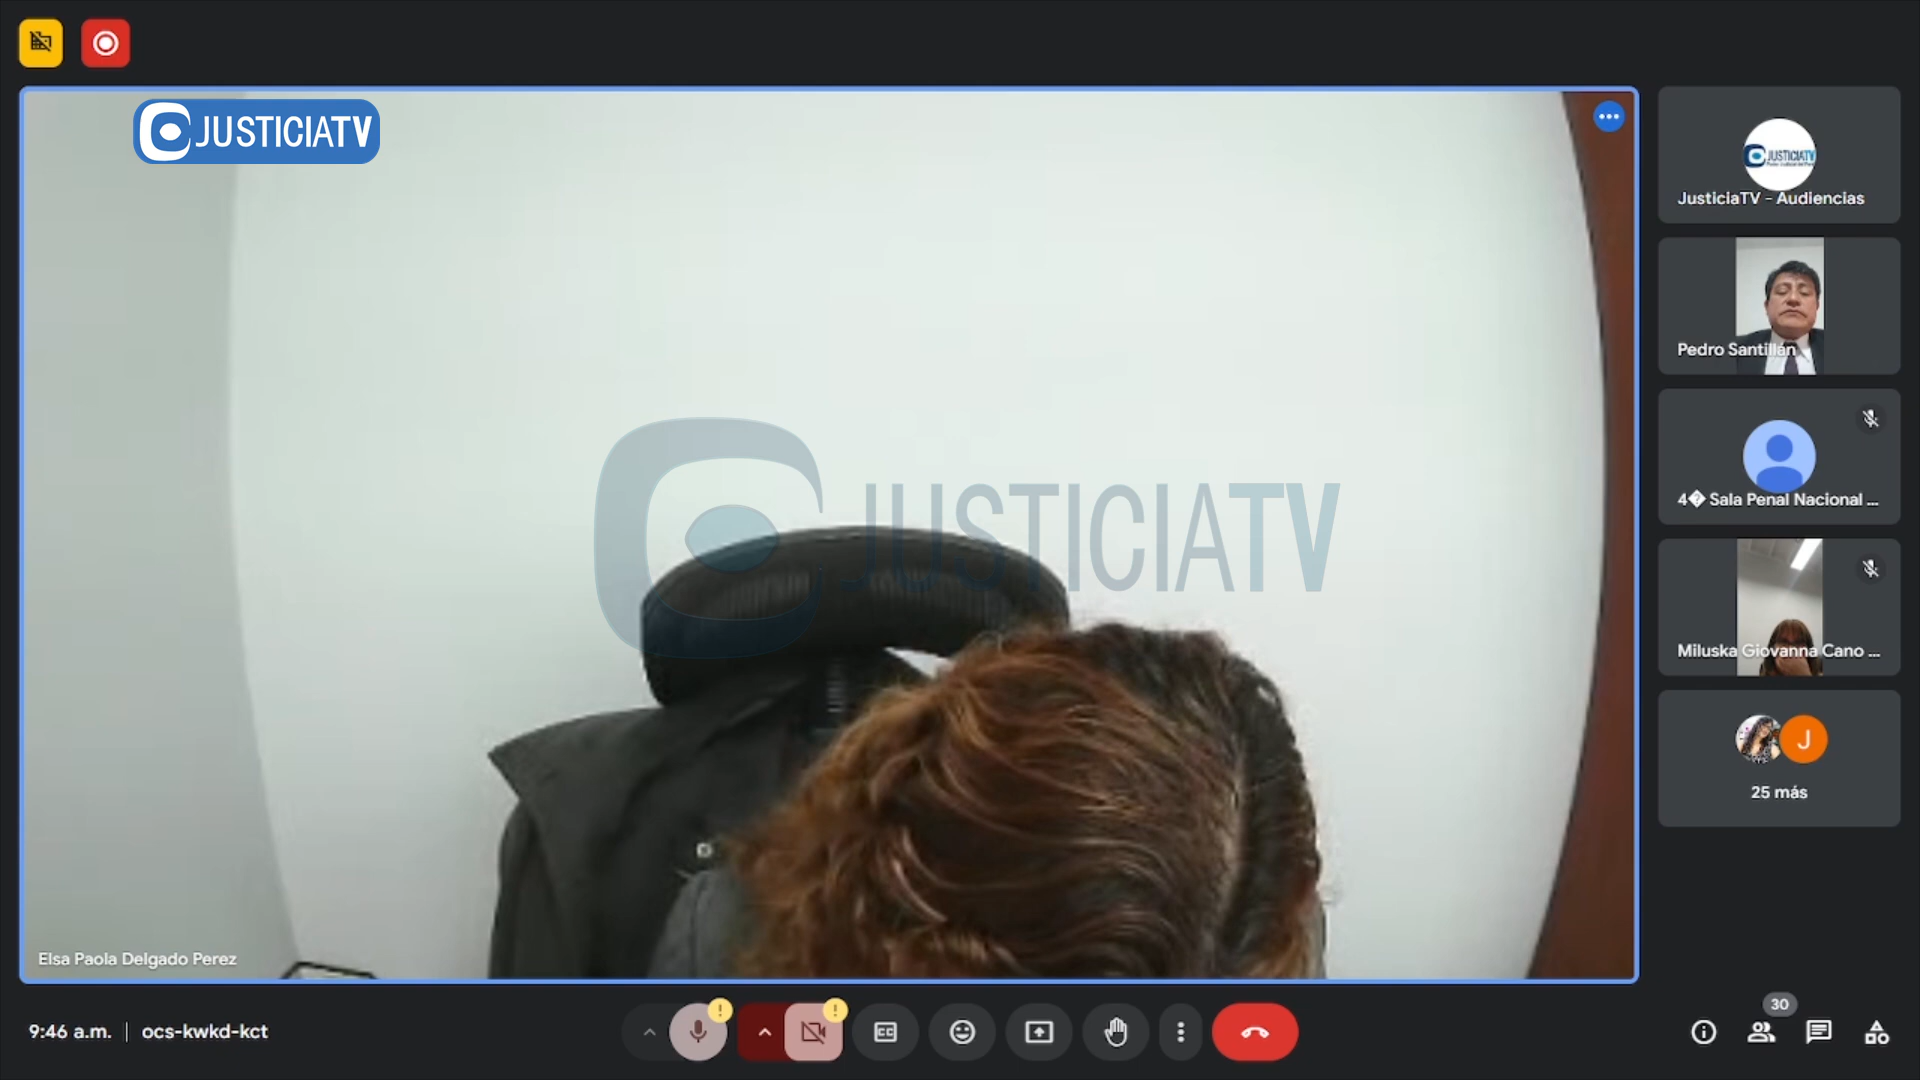 JUSTICIATV
JUSTICIATV
JUSTICIATV - Audiencias
Pedro Santillán
4� Sala Penal Nacional ...
Miluska Giovanna Cano ...
J
25 más
JUSTICIATV
Elsa Paola Delgado Perez
9:46 a.m. | ocs-kwkd-kct
30